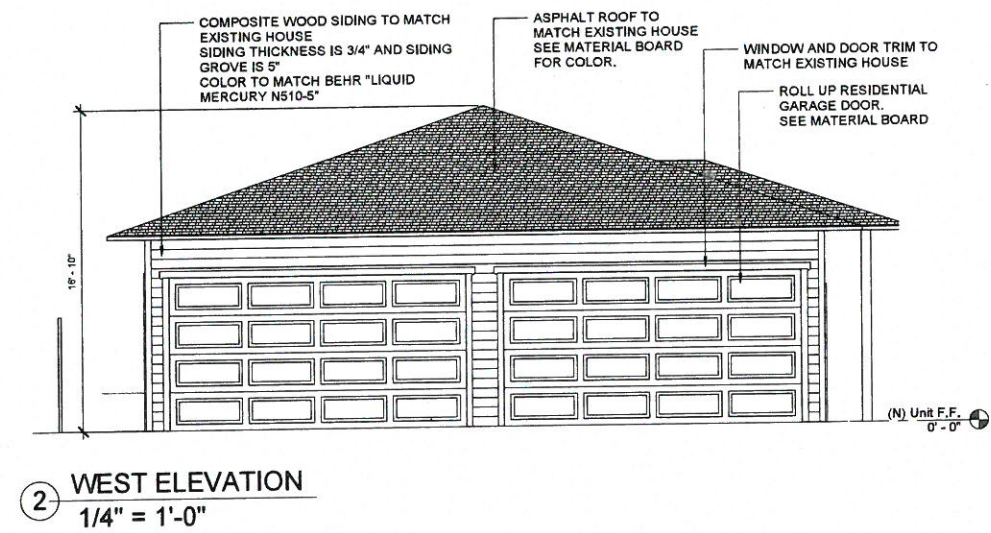 COMPOSITE WOOD SIDING TO MATCH
EXISTING HOUSE
SIDING THICKNESS IS 3/4" AND SIDING
GROVE IS 5"
COLOR TO MATCH BEHR "LIQUID
MERCURY N510-5"
ASPHALT ROOF TO
MATCH EXISTING HOUSE
SEE MATERIAL BOARD
FOR COLOR.
WINDOW AND DOOR TRIM TO
MATCH EXISTING HOUSE
ROLL UP RESIDENTIAL
GARAGE DOOR.
SEE MATERIAL BOARD
16' - 10"
(N) Unit F.F.
0' - 0"
2
WEST ELEVATION
1/4" = 1'-0"